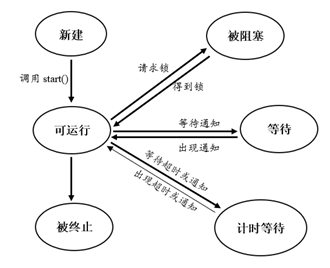 新建
被阻塞
调用 start()
请求锁
得到锁
可运行
等待通知
等待
出现通知
等待超时或通知
出现超时或通知
被终止
计时等待